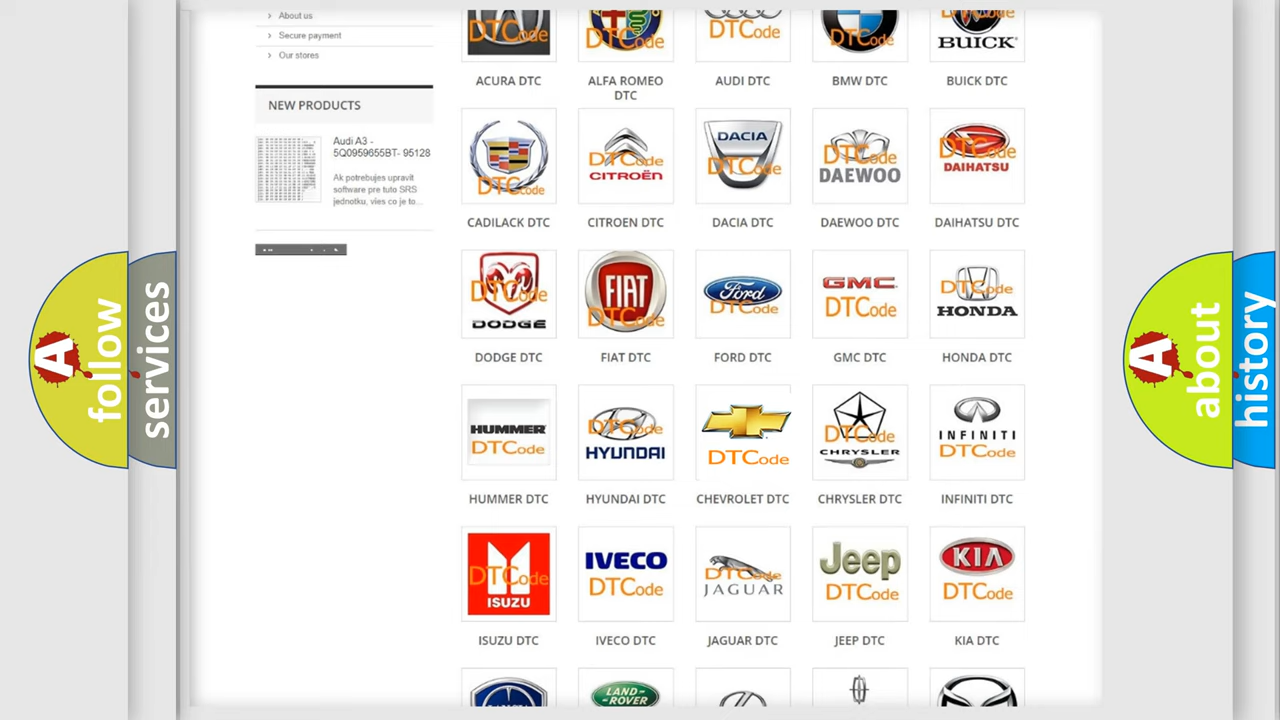 About us
Secure payment
Our stores
NEW PRODUCTS
Audi A3 -
5Q0959655BT- 95128
Ak potrebujes upravit
software pre tuto SRS
jednotku, vies co je to...
DTCode
DTCode
DTCode
DTCode
BUICK
ACURA DTC
ALFA ROMEO
DTC
AUDI DTC
BMW DTC
BUICK DTC
DTCode
DTCode
CITROËN
DACIA
DTCode
DTCode
DAEWOO
DTCode
DAIHATSU
CADILACK DTC
CITROEN DTC
DACIA DTC
DAEWOO DTC
DAIHATSU DTC
DTCode
DODGE
FIAT
DTCode
Ford
DTCode
GMC
DTCode
DTCode
HONDA
DODGE DTC
FIAT DTC
FORD DTC
GMC DTC
HONDA DTC
HUMMER
DTCode
DTCode
HYUNDAI
DTCode
DTCode
CHRYSLER
INFINITI
DTCode
HUMMER DTC
HYUNDAI DTC
CHEVROLET DTC
CHRYSLER DTC
INFINITI DTC
DTCode
ISUZU
IVECO
DTCode
DTCode
JAGUAR
Jeep
DTCode
KIA
DTCode
ISUZU DTC
IVECO DTC
JAGUAR DTC
JEEP DTC
KIA DTC
LAND-
ROVER
A
follow
services
A
about
history